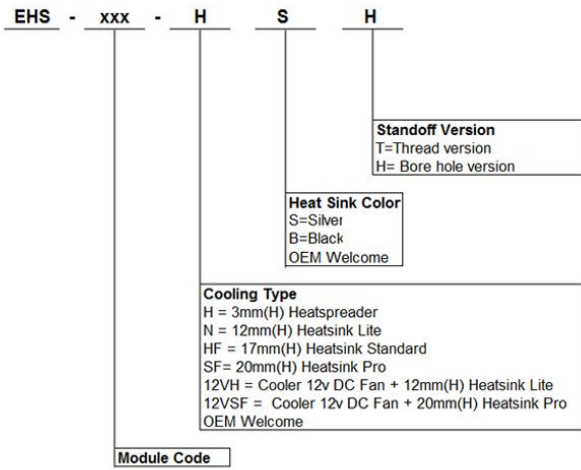 EHS - xxx - H S H
Standoff Version
T=Thread version
H= Bore hole version
Heat Sink Color
S=Silver
B=Black
OEM Welcome
Cooling Type
H = 3mm(H) Heatspreader
N = 12mm(H) Heatsink Lite
HF = 17mm(H) Heatsink Standard
SF= 20mm(H) Heatsink Pro
12VH = Cooler 12v DC Fan + 12mm(H) Heatsink Lite
12VSF = Cooler 12v DC Fan + 20mm(H) Heatsink Pro
OEM Welcome
Module Code